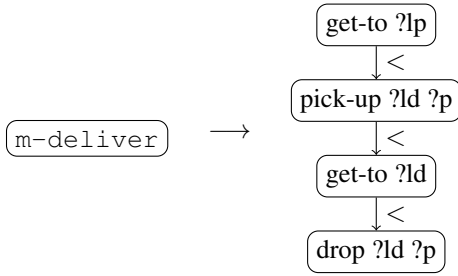 get-to ?lp
<
pick-up ?ld ?p
<
m-deliver
get-to ?ld
<
drop ?ld ?p